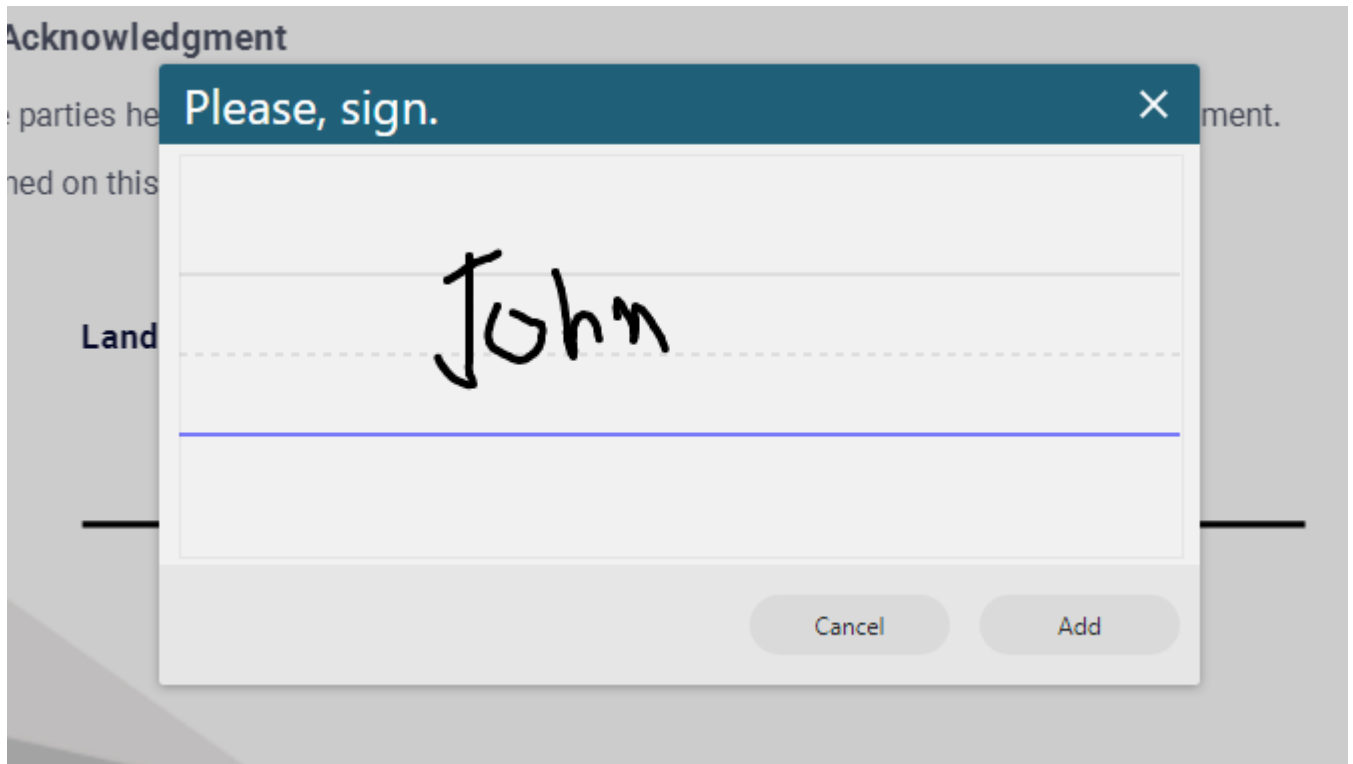 Acknowledgment
Please, sign.
parties he
ment.
ned on this
John
Land
Cancel
Add